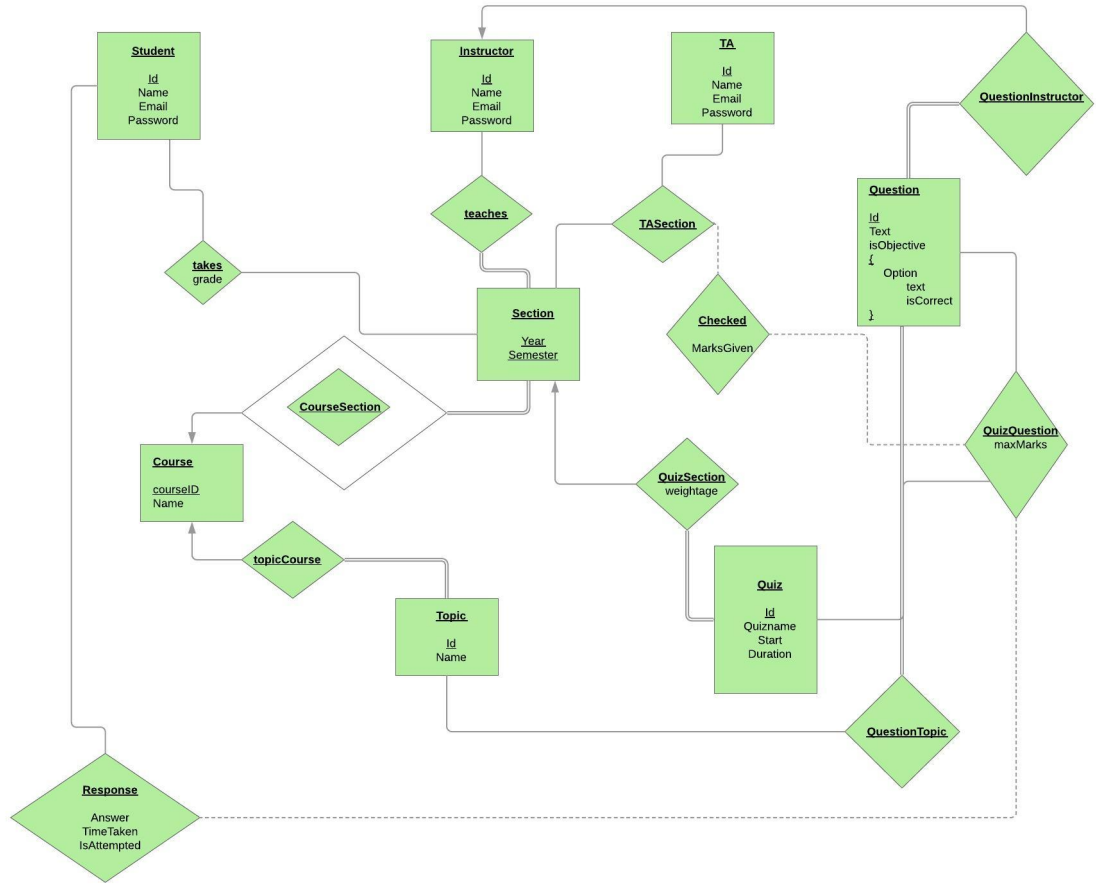 Student
Id
Name
Email
Password
Instructor
Id
Name
Email
Password
TA
Id
Name
Email
Password
QuestionInstructor
Question
Id
Text
isObjective
{
Option
text
isCorrect
}
teaches
TASection
takes
grade
Section
Year
Semester
Checked
MarksGiven
CourseSection
QuizQuestion
maxMarks
Course
courseID
Name
QuizSection
weightage
topicCourse
Quiz
Id
Quizname
Start
Duration
Topic
Id
Name
QuestionTopic
Response
Answer
TimeTaken
IsAttempted